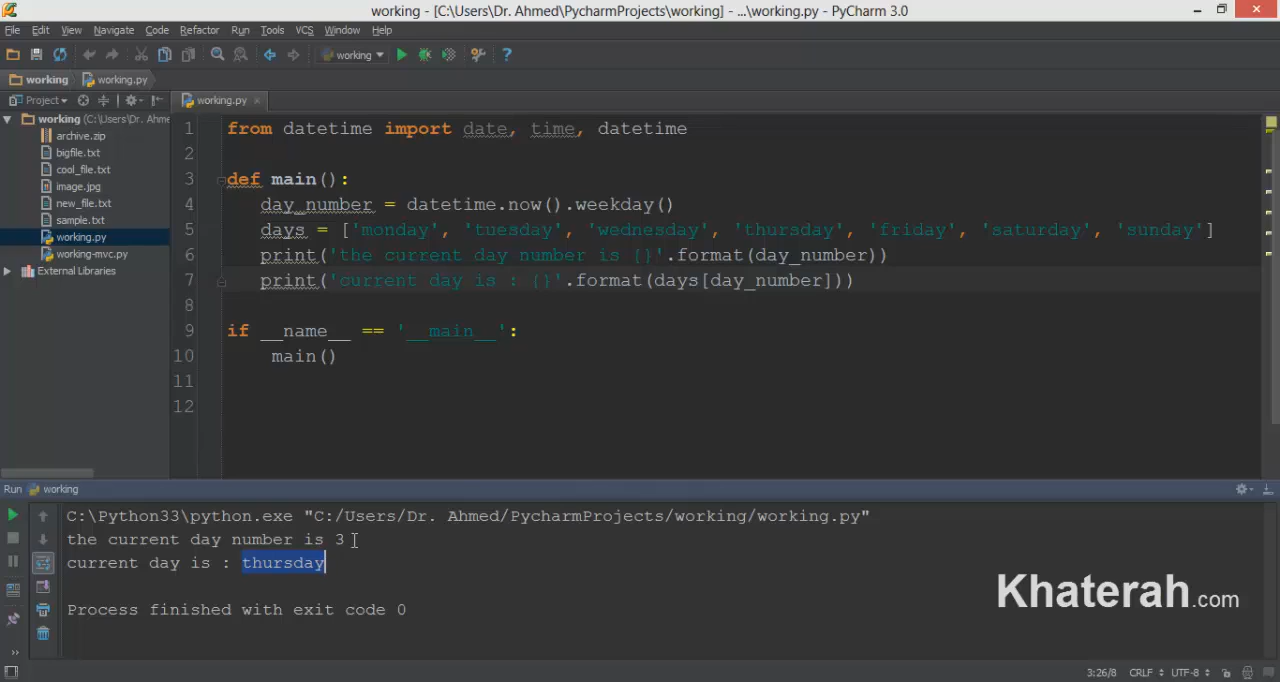 working - [C:\Users\Dr. Ahmed\PycharmProjects\working] - ...\working.py - PyCharm 3.0
File Edit View Navigate Code Refactor Run Tools VCS Window Help
working
working working.py
Project working.py ×
working (C:\Users\Dr. Ahme
archive.zip
bigfile.txt
cool_file.txt
image.jpg
new_file.txt
sample.txt
working.py
working-mvc.py
External Libraries
1 from datetime import date, time, datetime
2
3 def main():
4 day_number = datetime.now().weekday()
5 days = ['monday', 'tuesday', 'wednesday', 'thursday', 'friday', 'saturday', 'sunday']
6 print('the current day number is {}'.format(day_number))
7 print('current day is : {}'.format(days[day_number]))
8
9 if __name__ == '__main__':
10 main()
11
12
Run working
C:\Python33\python.exe "C:/Users/Dr. Ahmed/PycharmProjects/working/working.py"
the current day number is 3
current day is : thursday
Process finished with exit code 0
Khaterah.com
3:26/8 CRLF UTF-8